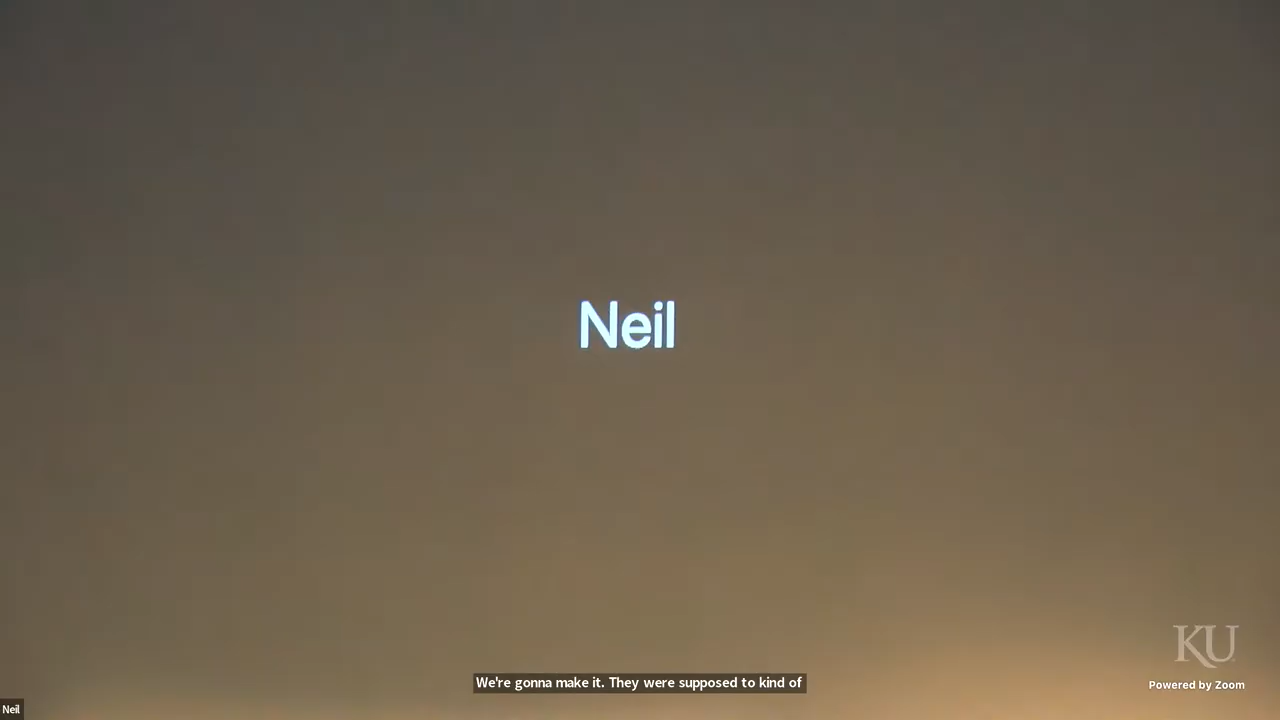 Neil
KU
Powered by Zoom
We're gonna make it. They were supposed to kind of
Neil